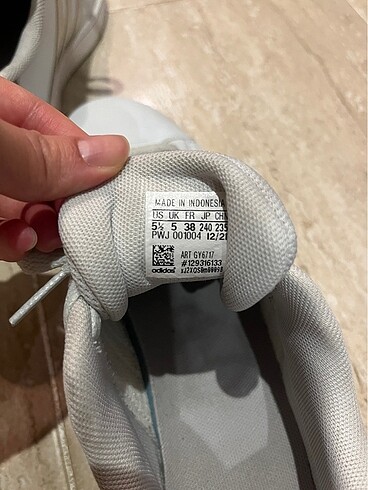 MADE IN INDONESIA
US UK FR JP CHN
5½ 5 38 240 235
PWJ 001004 12/21
ART GY6717
#129316133
adidas